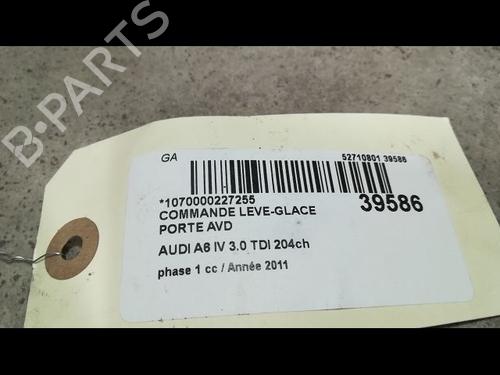 B-PARTS
GA
52710801 39586
*1070000227255
COMMANDE LEVE-GLACE
39586
PORTE AVD
AUDI A6 IV 3.0 TDI 204ch
phase 1 cc / Année 2011